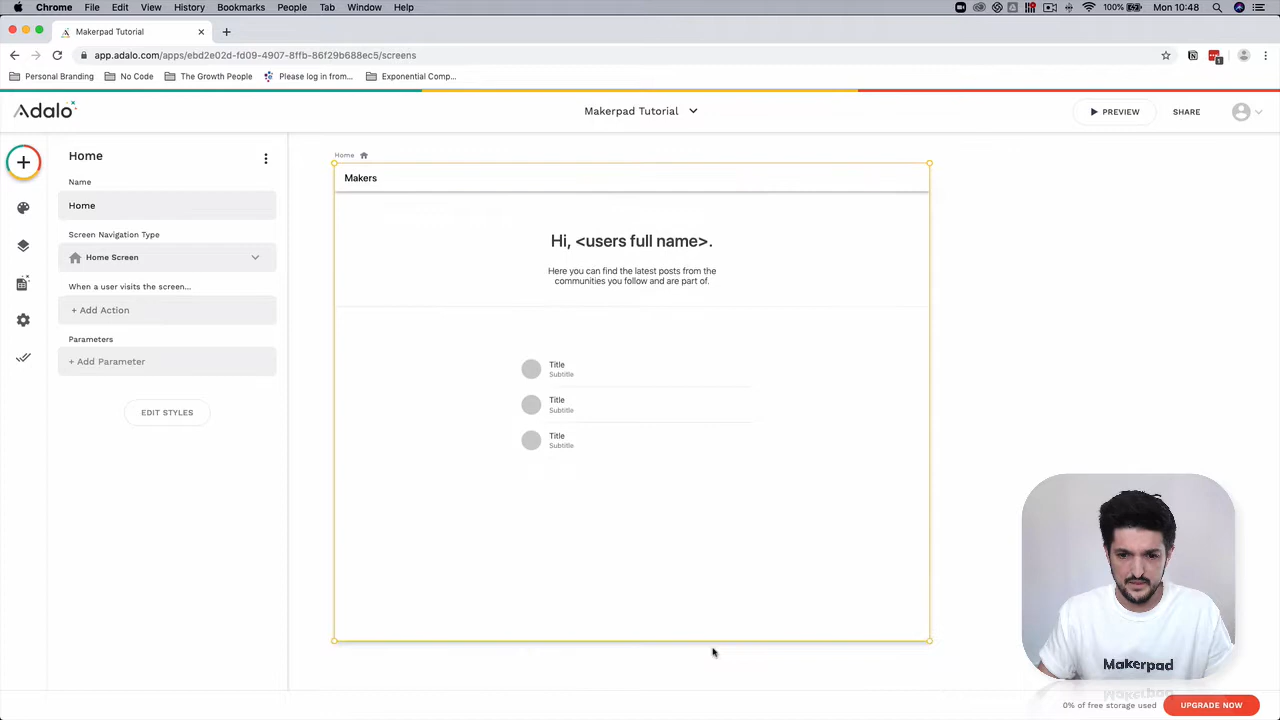 Chrome File Edit View History Bookmarks People Tab Window Help 100% Mon 10:48
Makerpad Tutorial
app.adalo.com/apps/ebd2e02d-fd09-4907-8ffb-86f29b688ec5/screens
Personal Branding No Code The Growth People Please log in from... Exponential Comp...
Adalo Makerpad Tutorial PREVIEW SHARE
Home
Name
Home
Screen Navigation Type
Home Screen
When a user visits the screen...
+ Add Action
Parameters
+ Add Parameter
EDIT STYLES
Home
Makers
Hi, <users full name>.
Here you can find the latest posts from the
communities you follow and are part of.
Title
Subtitle
Title
Subtitle
Title
Subtitle
Makerpad
0% of free storage used UPGRADE NOW